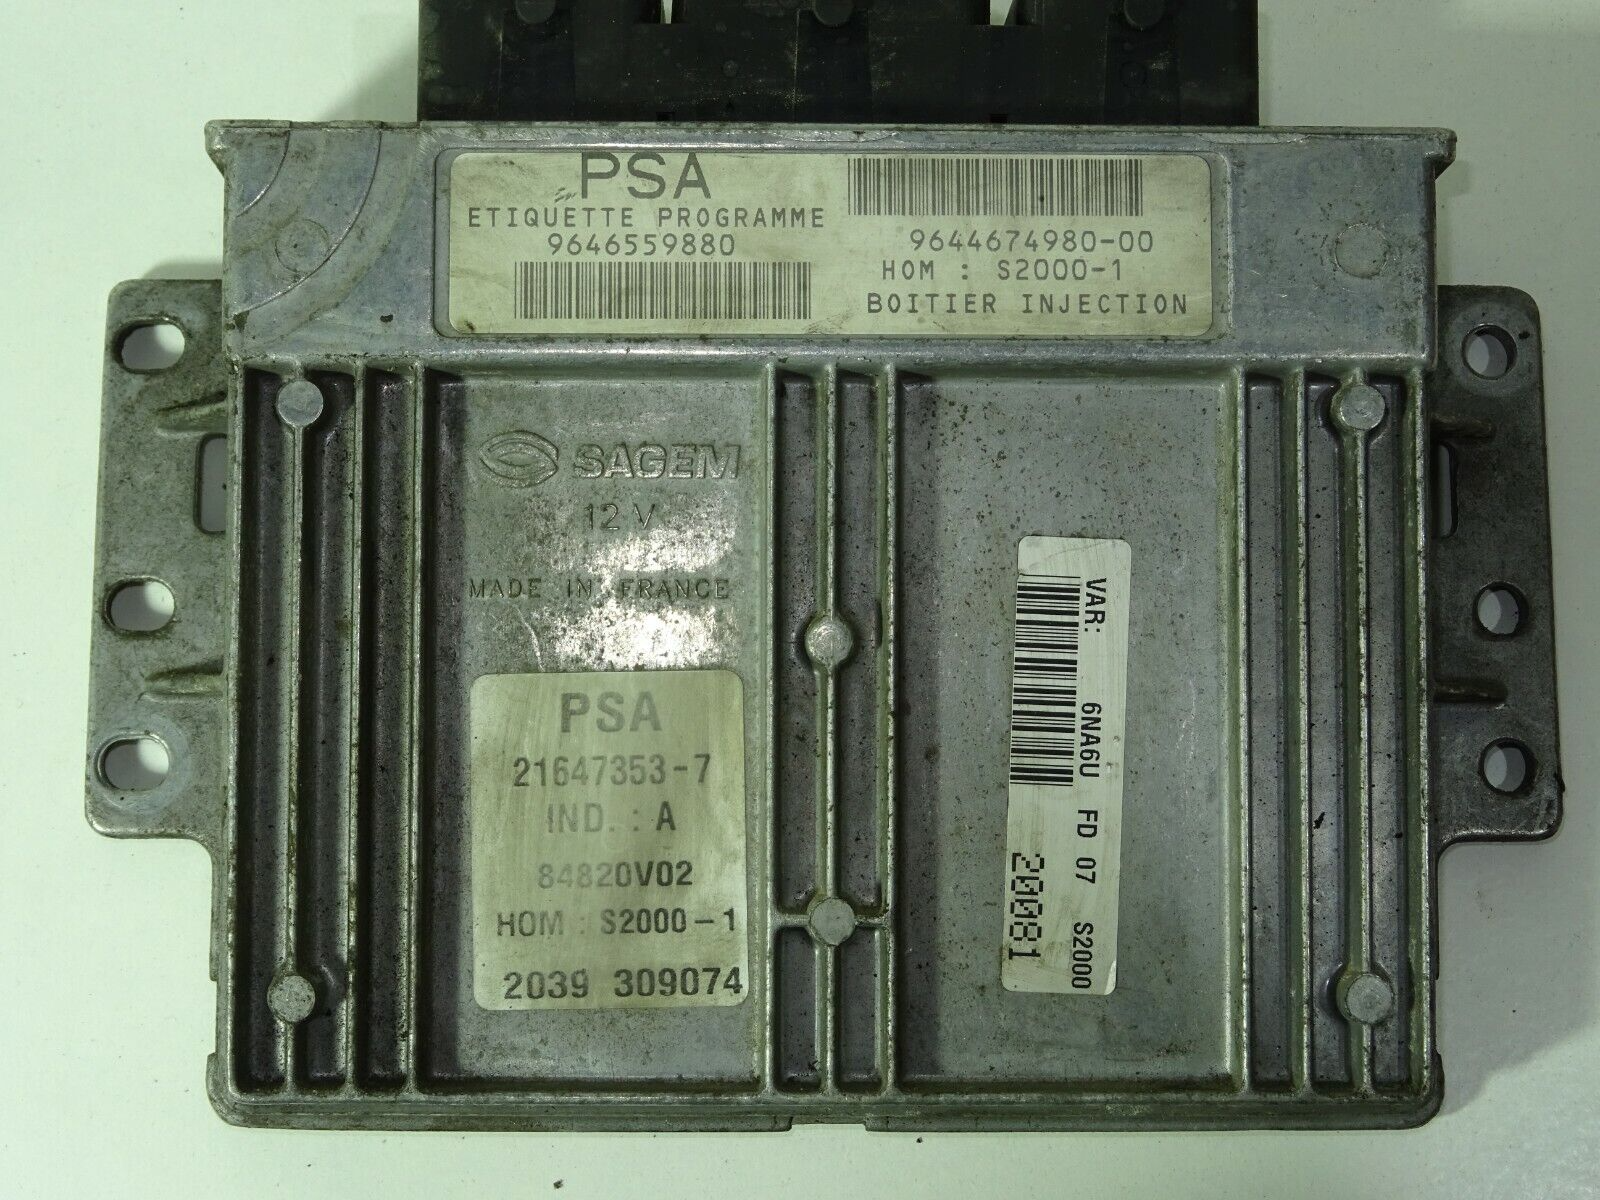 PSA
ETIQUETTE PROGRAMME
9646559880
9644674980-00
HOM : S2000-1
BOITIER INJECTION
SAGEM
12 V
MADE IN FRANCE
PSA
21647353-7
IND. : A
84820V02
HOM : S2000-1
2039 309074
VAR: 6NA6U FD 07 S2000
20081